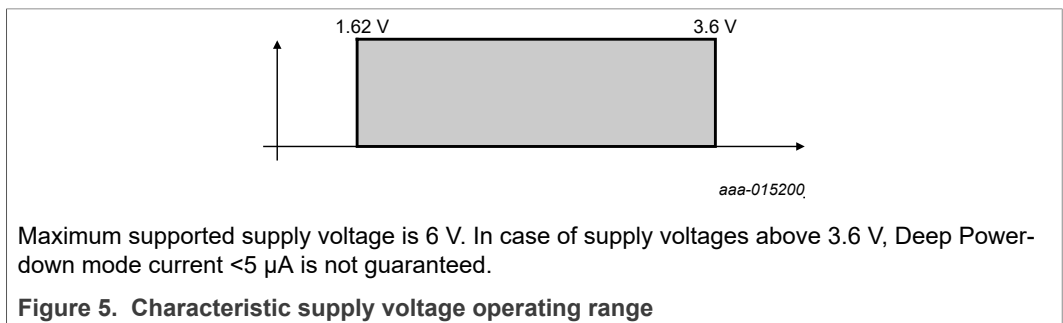 1.62 V 3.6 V
aaa-015200
Maximum supported supply voltage is 6 V. In case of supply voltages above 3.6 V, Deep Power-
down mode current <5 µA is not guaranteed.
Figure 5. Characteristic supply voltage operating range